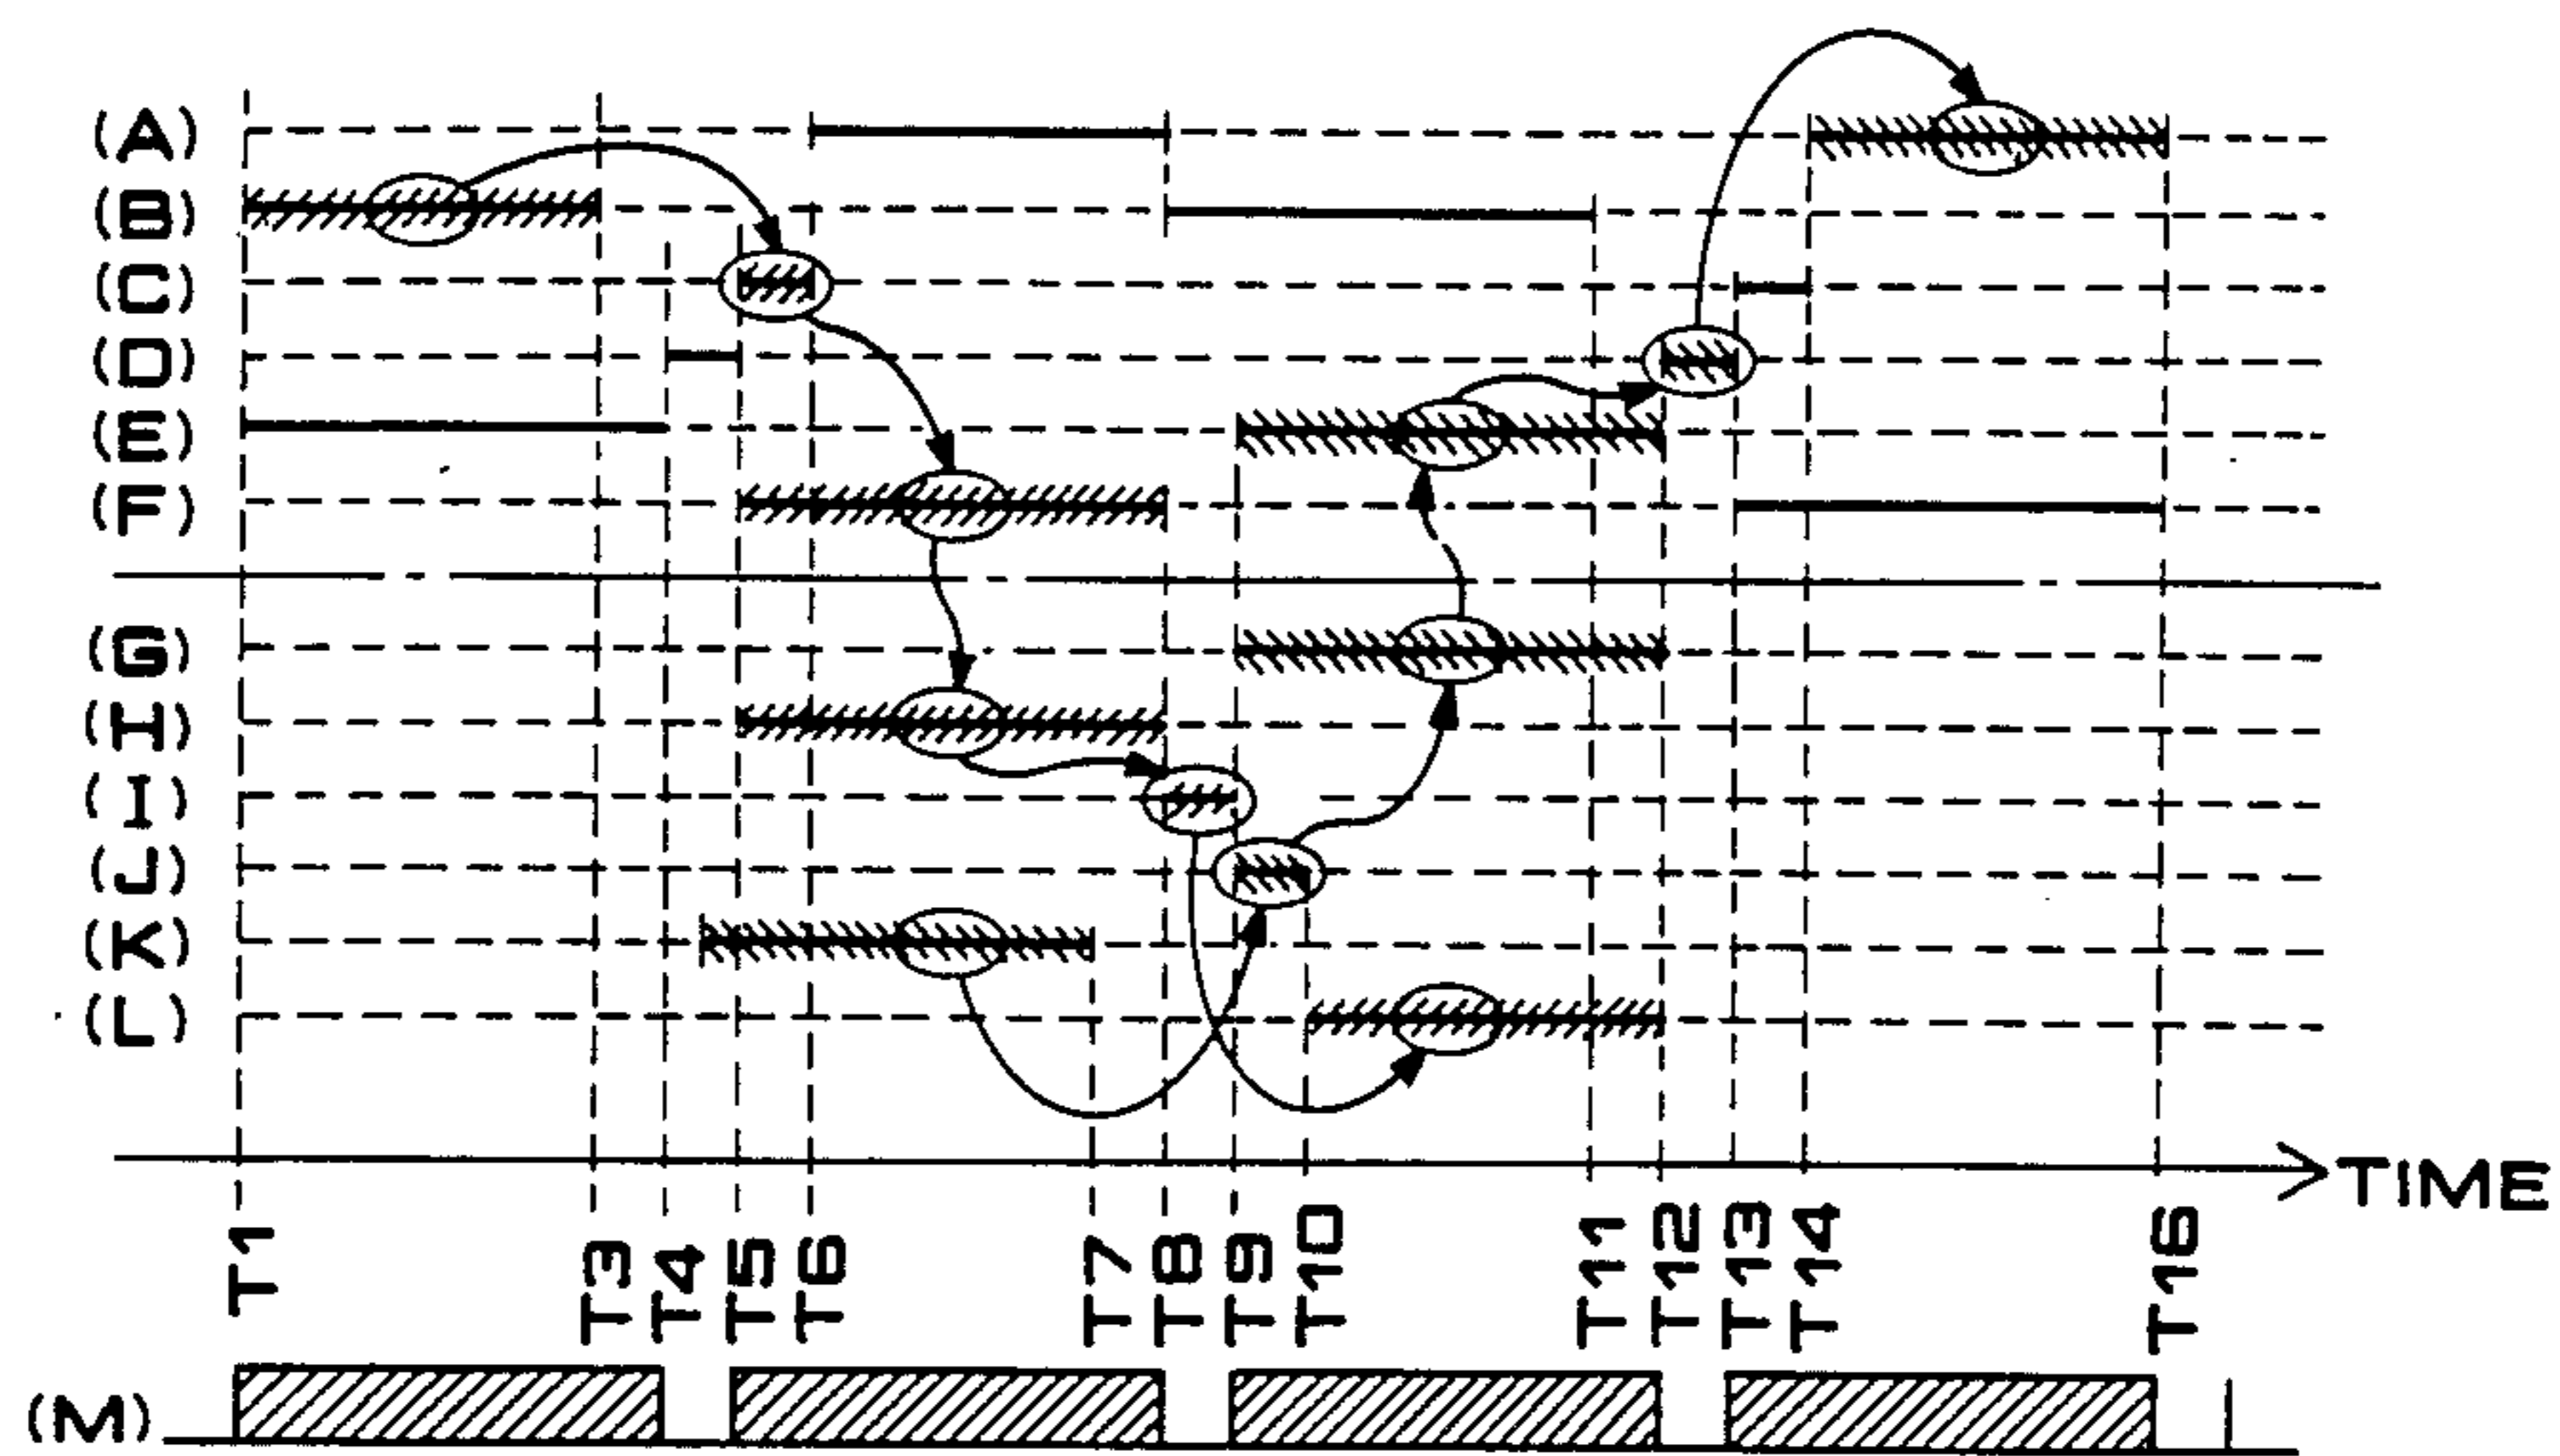 (A)
(B)
(C)
(D)
(E)
(F)
(G)
(H)
(I)
(J)
(K)
(L)
TIME
T1 T3 T4 T5 T6 T7 T8 T9 T10 T11 T12 T13 T14 T16
(M)